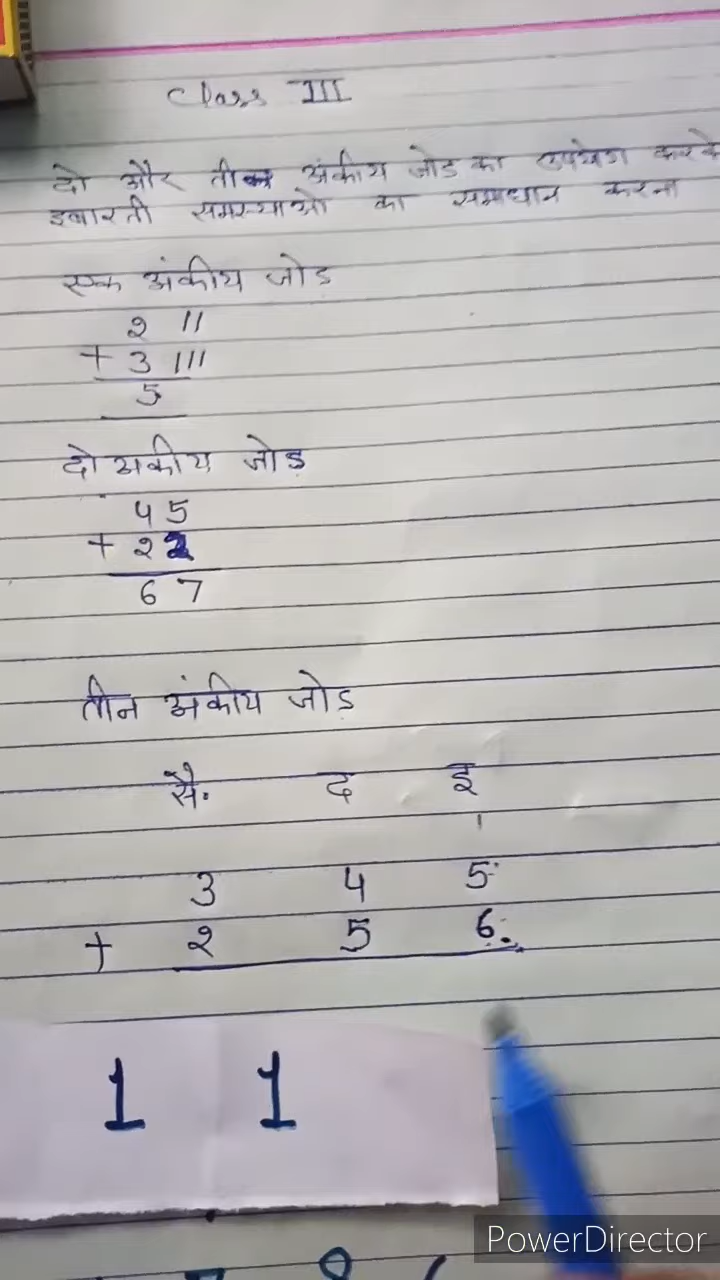 Class III
दो और तीन अंकीय जोड का उपयोग करके
इबारती समस्याओ का समाधान करना
एक अंकीय जोड़
2 //
+ 3 ///
5
दो अकीय जोड़
45
+ 22
67
तीन अंकीय जोड़
सै. द इ
3 4 5
+ 2 5 6
1 1
PowerDirector